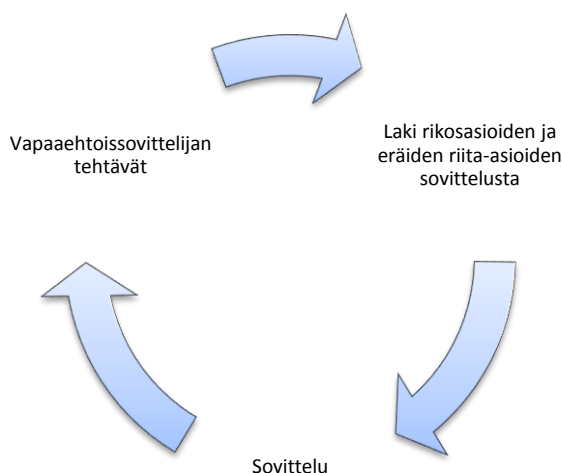 Vapaaehtoissovittelijan
tehtävät
Laki rikosasioiden ja
eräiden riita-asioiden
sovittelusta
Sovittelu